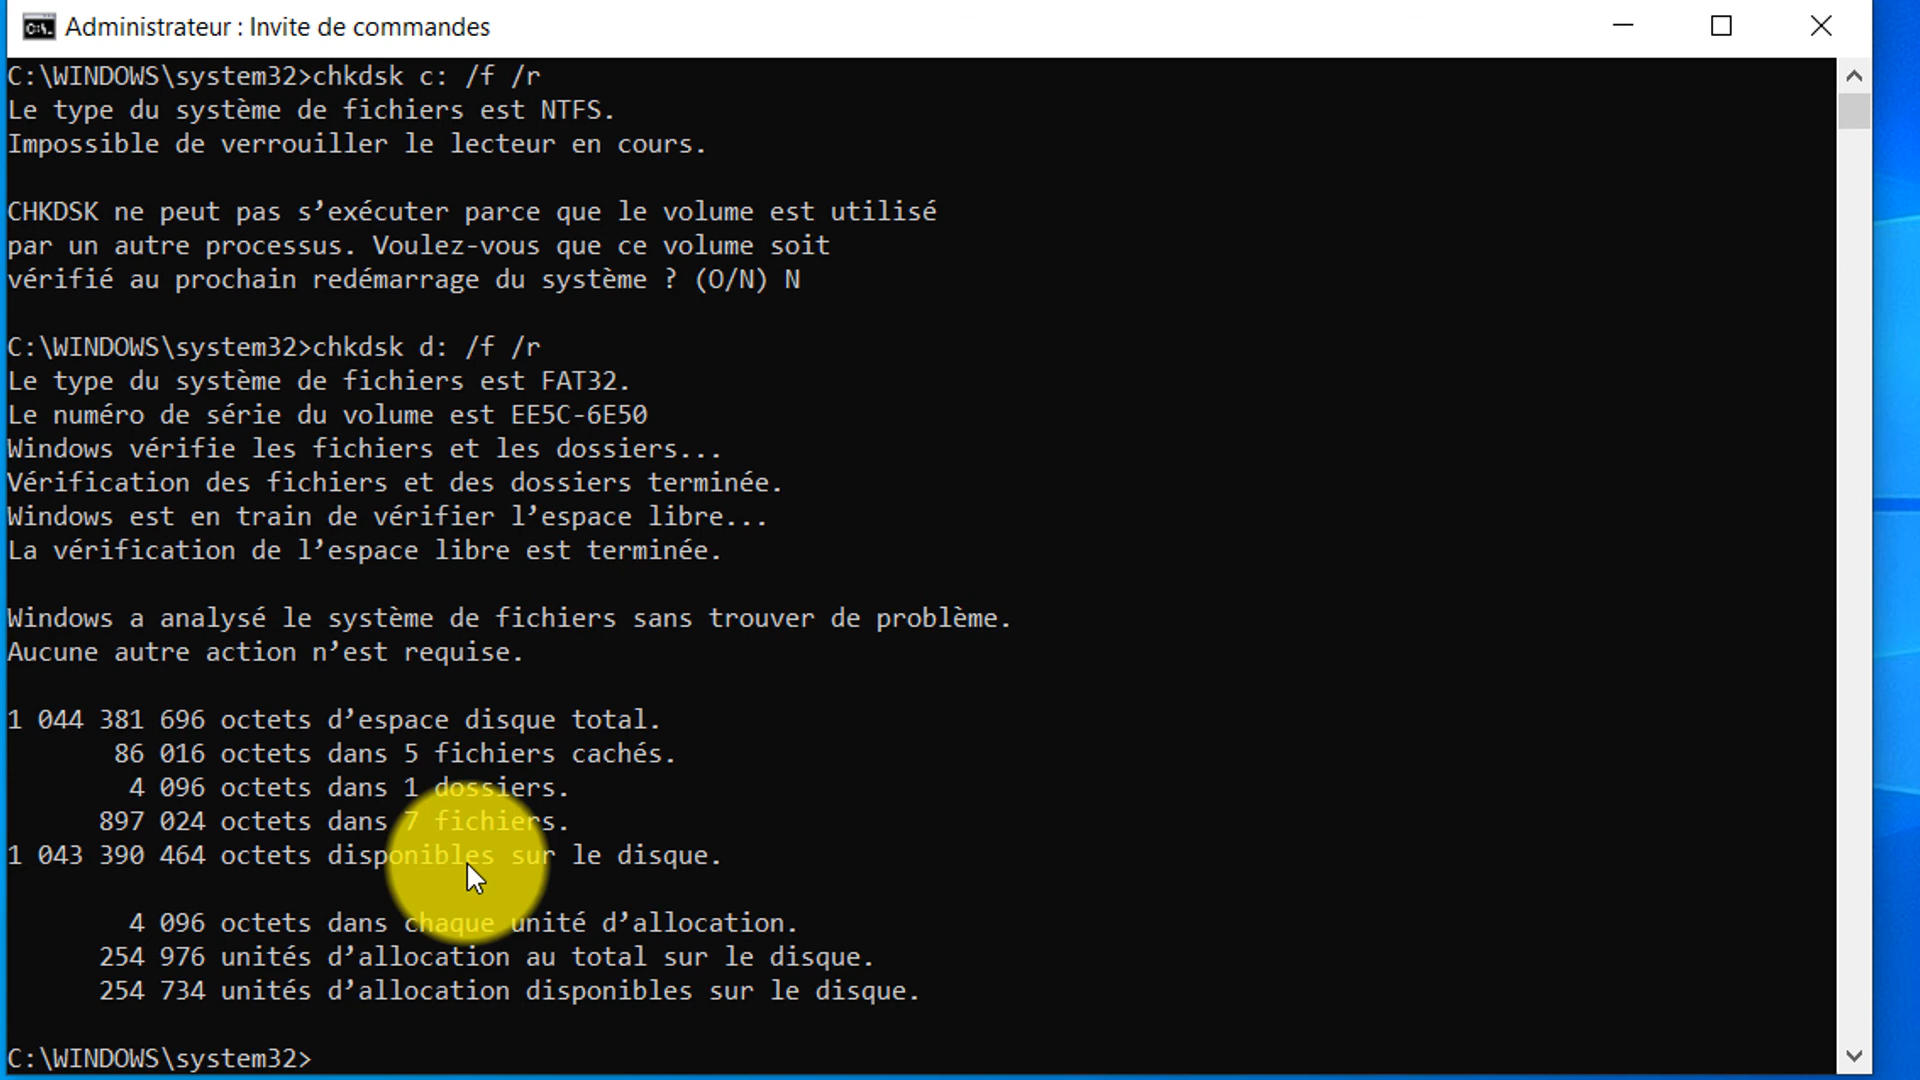 Administrateur : Invite de commandes
C:\WINDOWS\system32>chkdsk c: /f /r
Le type du système de fichiers est NTFS.
Impossible de verrouiller le lecteur en cours.
CHKDSK ne peut pas s’exécuter parce que le volume est utilisé
par un autre processus. Voulez-vous que ce volume soit
vérifié au prochain redémarrage du système ? (O/N) N
C:\WINDOWS\system32>chkdsk d: /f /r
Le type du système de fichiers est FAT32.
Le numéro de série du volume est EE5C-6E50
Windows vérifie les fichiers et les dossiers...
Vérification des fichiers et des dossiers terminée.
Windows est en train de vérifier l’espace libre...
La vérification de l’espace libre est terminée.
Windows a analysé le système de fichiers sans trouver de problème.
Aucune autre action n’est requise.
1 044 381 696 octets d’espace disque total.
86 016 octets dans 5 fichiers cachés.
4 096 octets dans 1 dossiers.
897 024 octets dans 7 fichiers.
1 043 390 464 octets disponibles sur le disque.
4 096 octets dans chaque unité d’allocation.
254 976 unités d’allocation au total sur le disque.
254 734 unités d’allocation disponibles sur le disque.
C:\WINDOWS\system32>